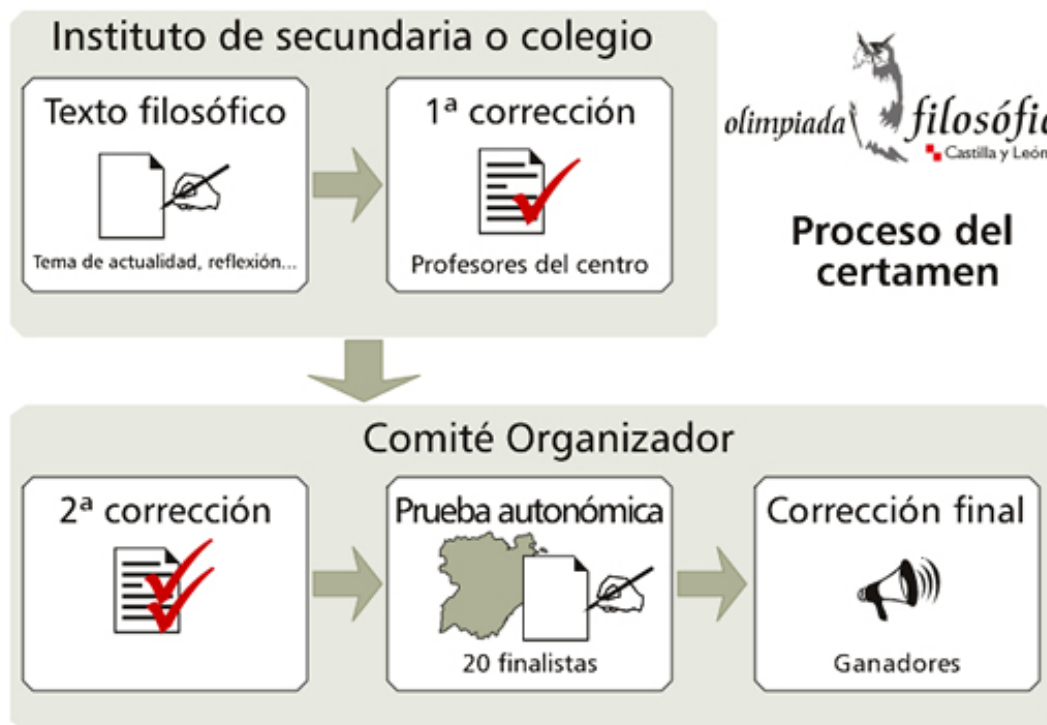 Instituto de secundaria o colegio
Texto filosófico
Tema de actualidad, reflexión...
1ª corrección
Profesores del centro
olimpiada filosófic
Castilla y León
Proceso del
certamen
Comité Organizador
2ª corrección
Prueba autonómica
20 finalistas
Corrección final
Ganadores